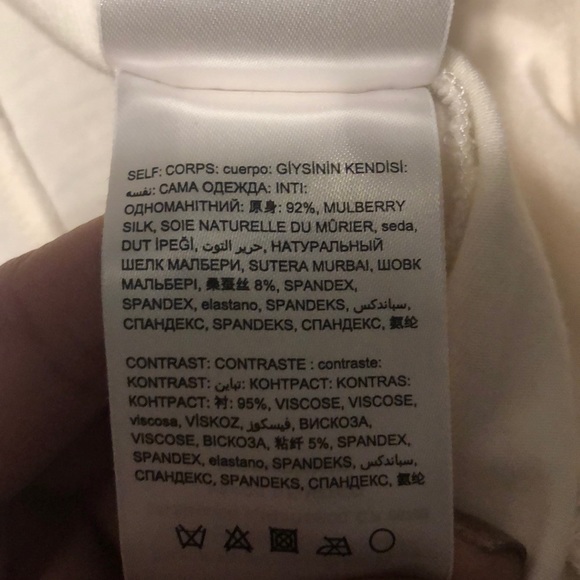 SELF: CORPS: cuerpo: GİYSİNİN KENDİSİ:
نفسه: САМА ОДЕЖДА: INTI:
ОДНОМАНІТНИЙ: 原身: 92%, MULBERRY
SILK, SOIE NATURELLE DU MÛRIER, seda,
DUT İPEĞİ, حرير التوت, НАТУРАЛЬНЫЙ
ШЕЛК МАЛБЕРИ, SUTERA MURBAI, ШОВК
МАЛЬБЕРІ, 桑蚕丝 8%, SPANDEX,
SPANDEX, elastano, SPANDEKS, سباندكس,
СПАНДЕКС, SPANDEKS, СПАНДЕКС, 氨纶
CONTRAST: CONTRASTE : contraste:
KONTRAST: تباين: КОНТРАСТ: KONTRAS:
КОНТРАСТ: 衬: 95%, VISCOSE, VISCOSE,
viscosa, VİSKOZ, فيسكوز, ВИСКОЗА,
VISCOSE, ВІСКОЗА, 粘纤 5%, SPANDEX,
SPANDEX, elastano, SPANDEKS, سباندكس,
СПАНДЕКС, SPANDEKS, СПАНДЕКС, 氨纶